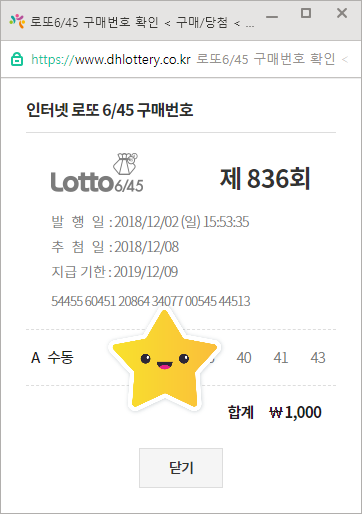 로또6/45 구매번호 확인 < 구매/당첨 < ...
https://www.dhlottery.co.kr 로또6/45 구매번호 확인 <
인터넷 로또 6/45 구매번호
Lotto 6/45
제 836회
발 행 일 : 2018/12/02 (일) 15:53:35
추 첨 일 : 2018/12/08
지급 기한 : 2019/12/09
54455 60451 20864 34077 00545 44513
A 수동 40 41 43
합계 ₩1,000
닫기